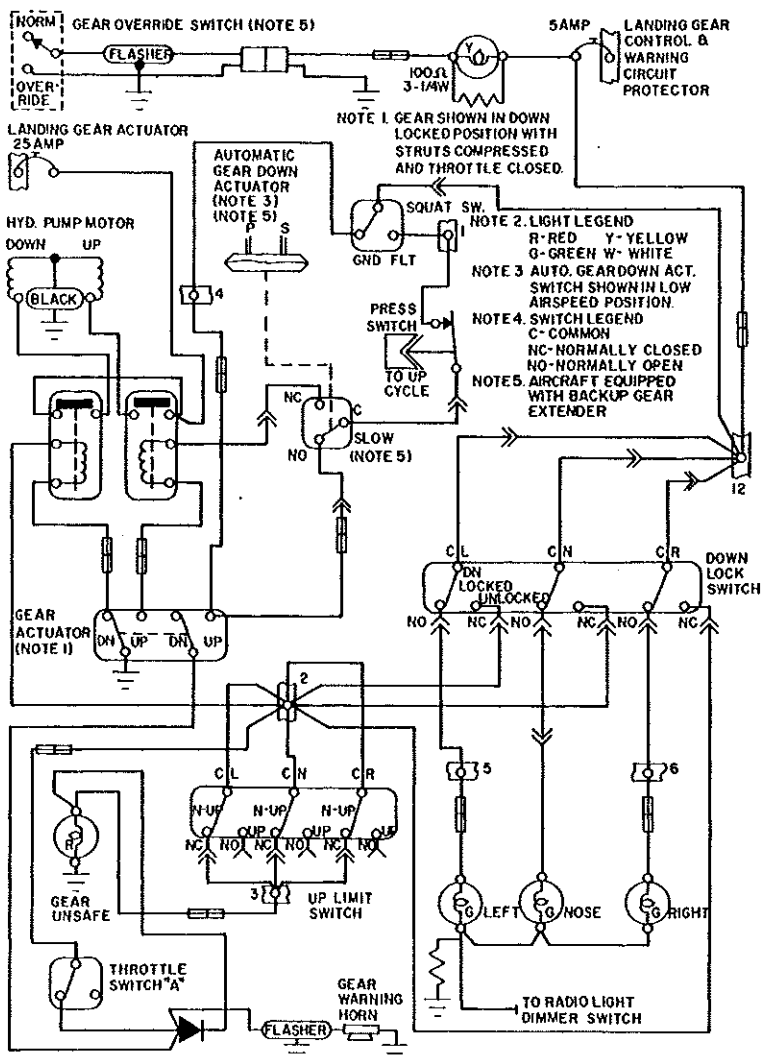 NORM
GEAR OVERRIDE SWITCH (NOTE 5)
FLASHER
OVER-
RIDE
Y
100Ω
3-1/4W
5AMP
LANDING GEAR
CONTROL &
WARNING
CIRCUIT
PROTECTOR
NOTE 1. GEAR SHOWN IN DOWN
LOCKED POSITION WITH
STRUTS COMPRESSED
AND THROTTLE CLOSED.
LANDING GEAR ACTUATOR
25 AMP
AUTOMATIC
GEAR DOWN
ACTUATOR
(NOTE 3)
(NOTE 5)
P S
SQUAT SW.
GND FLT
1
NOTE 2. LIGHT LEGEND
R-RED Y-YELLOW
G-GREEN W-WHITE
NOTE 3 AUTO. GEAR DOWN ACT.
SWITCH SHOWN IN LOW
AIRSPEED POSITION.
NOTE 4. SWITCH LEGEND
C-COMMON
NC-NORMALLY CLOSED
NO-NORMALLY OPEN
NOTE 5. AIRCRAFT EQUIPPED
WITH BACKUP GEAR
EXTENDER
HYD. PUMP MOTOR
DOWN UP
BLACK
4
PRESS
SWITCH
TO UP
CYCLE
NC
C
NO
SLOW
(NOTE 5)
12
C L C N C R
DN
LOCKED
UNLOCKED
DOWN
LOCK
SWITCH
NO NC NO NC NO NC
GEAR
ACTUATOR
(NOTE 1)
DN UP DN UP
2
C L C N C R
N-UP N-UP N-UP
UP UP UP
NC NO NC NO NC NO
3
UP LIMIT
SWITCH
R
GEAR
UNSAFE
5
6
G LEFT
G NOSE
G RIGHT
THROTTLE
SWITCH "A"
GEAR
WARNING
HORN
FLASHER
TO RADIO LIGHT
DIMMER SWITCH